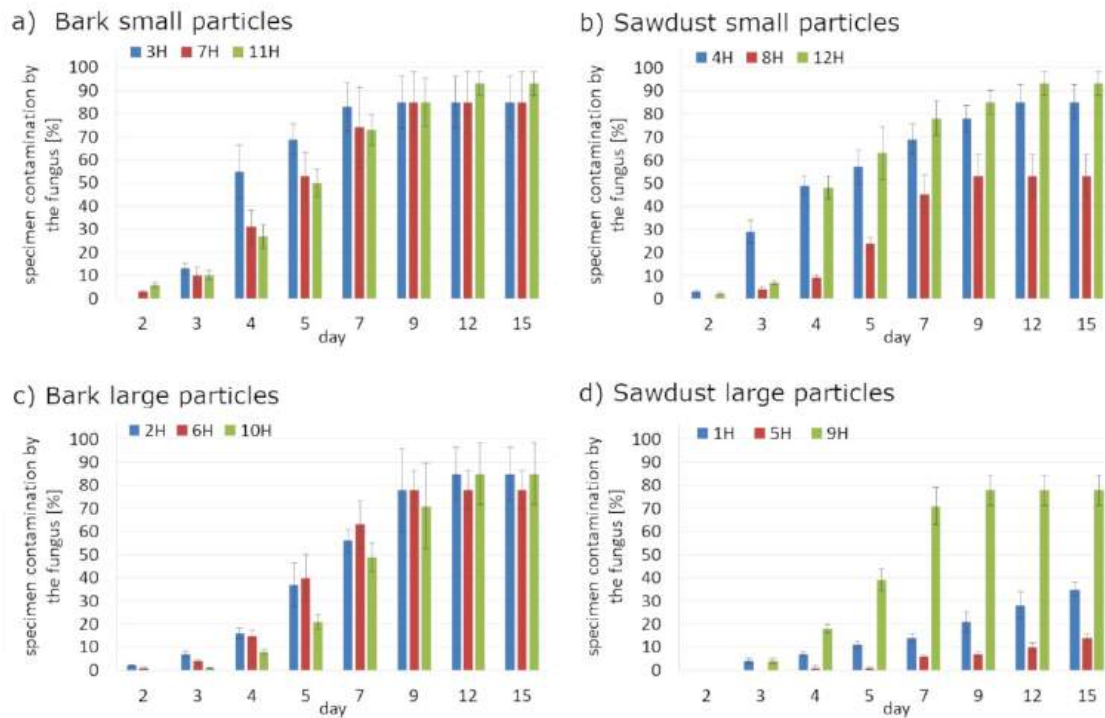 a) Bark small particles
3H 7H 11H
specimen contamination by
the fungus [%]
100
90
80
70
60
50
40
30
20
10
0
2 3 4 5 7 9 12 15
day
b) Sawdust small particles
4H 8H 12H
specimen contamination by
the fungus [%]
100
90
80
70
60
50
40
30
20
10
0
2 3 4 5 7 9 12 15
day
c) Bark large particles
2H 6H 10H
specimen contamination by
the fungus [%]
100
90
80
70
60
50
40
30
20
10
0
2 3 4 5 7 9 12 15
day
d) Sawdust large particles
1H 5H 9H
specimen contamination by
the fungus [%]
100
90
80
70
60
50
40
30
20
10
0
2 3 4 5 7 9 12 15
day